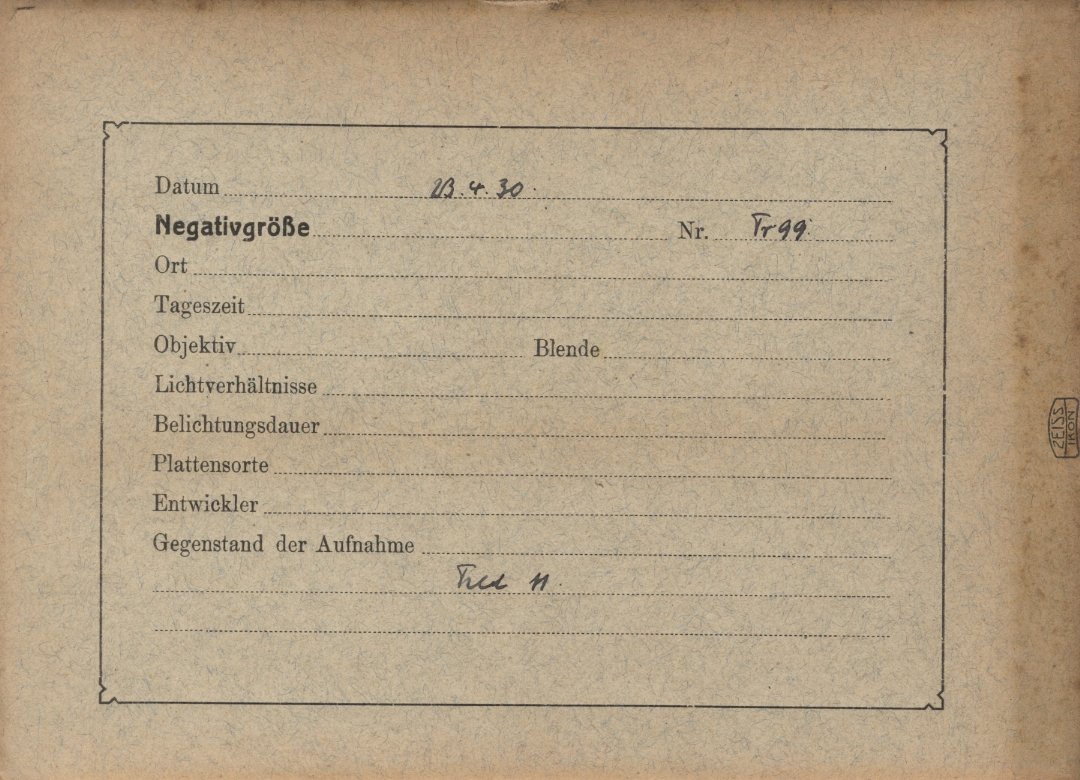 Datum 23.4.30.
Negativgröße Nr. Tr 99.
Ort
Tageszeit
Objektiv Blende
Lichtverhältnisse
Belichtungsdauer
Plattensorte
Entwickler
Gegenstand der Aufnahme
11.
ZEISS
IKON